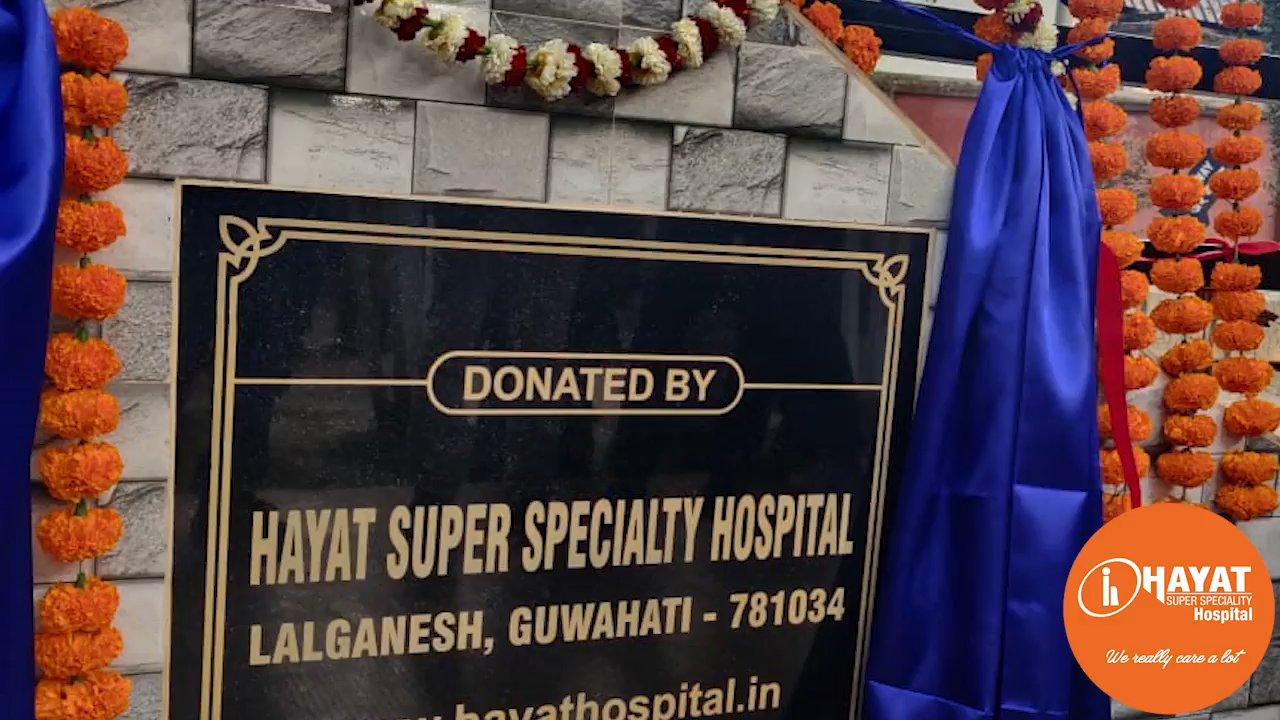 DONATED BY
HAYAT SUPER SPECIALTY HOSPITAL
LALGANESH, GUWAHATI - 781034
www.hayathospital.in
HAYAT
SUPER SPECIALITY
Hospital
We really care a lot